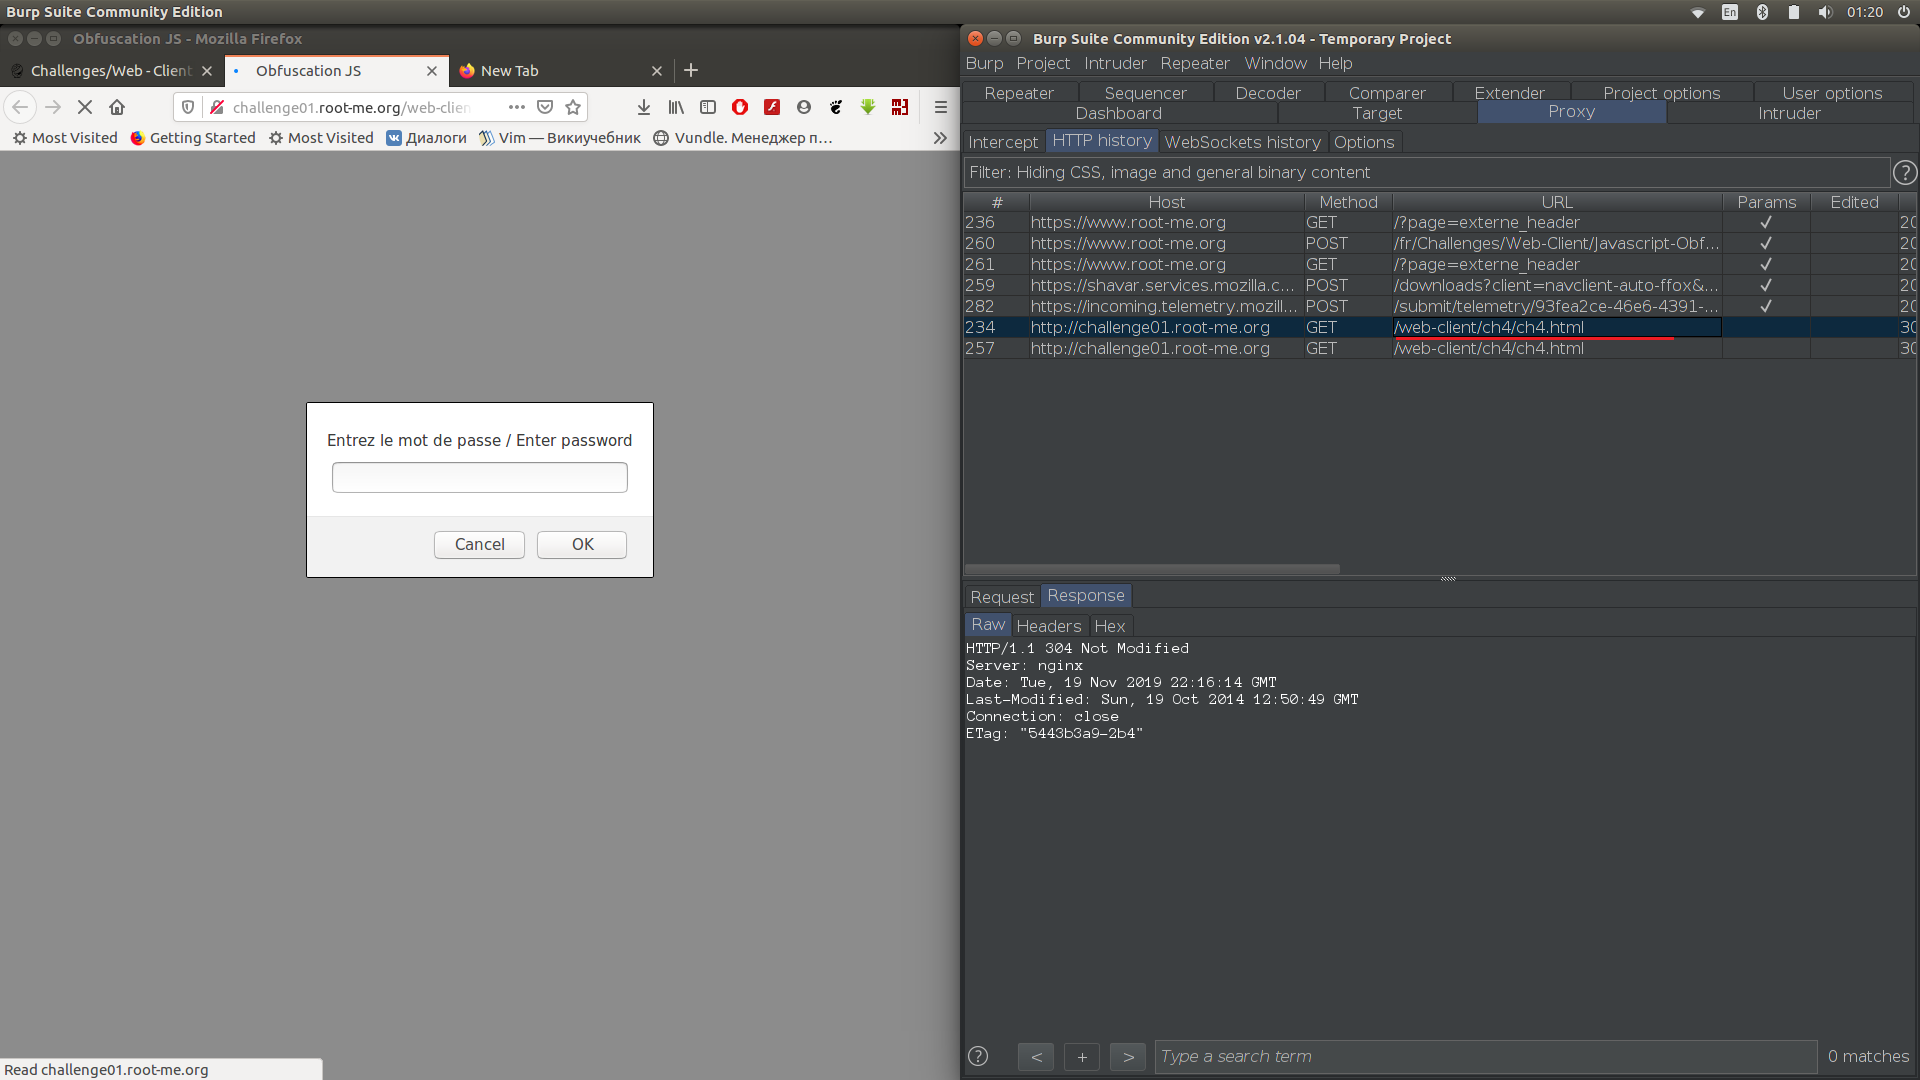 Burp Suite Community Edition
En
01:20
Obfuscation JS - Mozilla Firefox
Challenges/Web - Client
Obfuscation JS
New Tab
challenge01.root-me.org/web-clien
Most Visited
Getting Started
Most Visited
Диалоги
Vim — Викиучебник
Vundle. Менеджер п…
Entrez le mot de passe / Enter password
Cancel
OK
Read challenge01.root-me.org
Burp Suite Community Edition v2.1.04 - Temporary Project
Burp Project Intruder Repeater Window Help
Repeater Sequencer Decoder Comparer Extender Project options User options
Dashboard Target Proxy Intruder
Intercept HTTP history WebSockets history Options
Filter: Hiding CSS, image and general binary content
?
# Host Method URL Params Edited
236 https://www.root-me.org GET /?page=externe_header ✓ 20
260 https://www.root-me.org POST /fr/Challenges/Web-Client/Javascript-Obf... ✓ 20
261 https://www.root-me.org GET /?page=externe_header ✓ 20
259 https://shavar.services.mozilla.c... POST /downloads?client=navclient-auto-ffox&... ✓ 20
282 https://incoming.telemetry.mozill... POST /submit/telemetry/93fea2ce-46e6-4391-... ✓ 20
234 http://challenge01.root-me.org GET /web-client/ch4/ch4.html 30
257 http://challenge01.root-me.org GET /web-client/ch4/ch4.html 30
Request Response
Raw Headers Hex
HTTP/1.1 304 Not Modified
Server: nginx
Date: Tue, 19 Nov 2019 22:16:14 GMT
Last-Modified: Sun, 19 Oct 2014 12:50:49 GMT
Connection: close
ETag: "5443b3a9-2b4"
? < + > Type a search term 0 matches